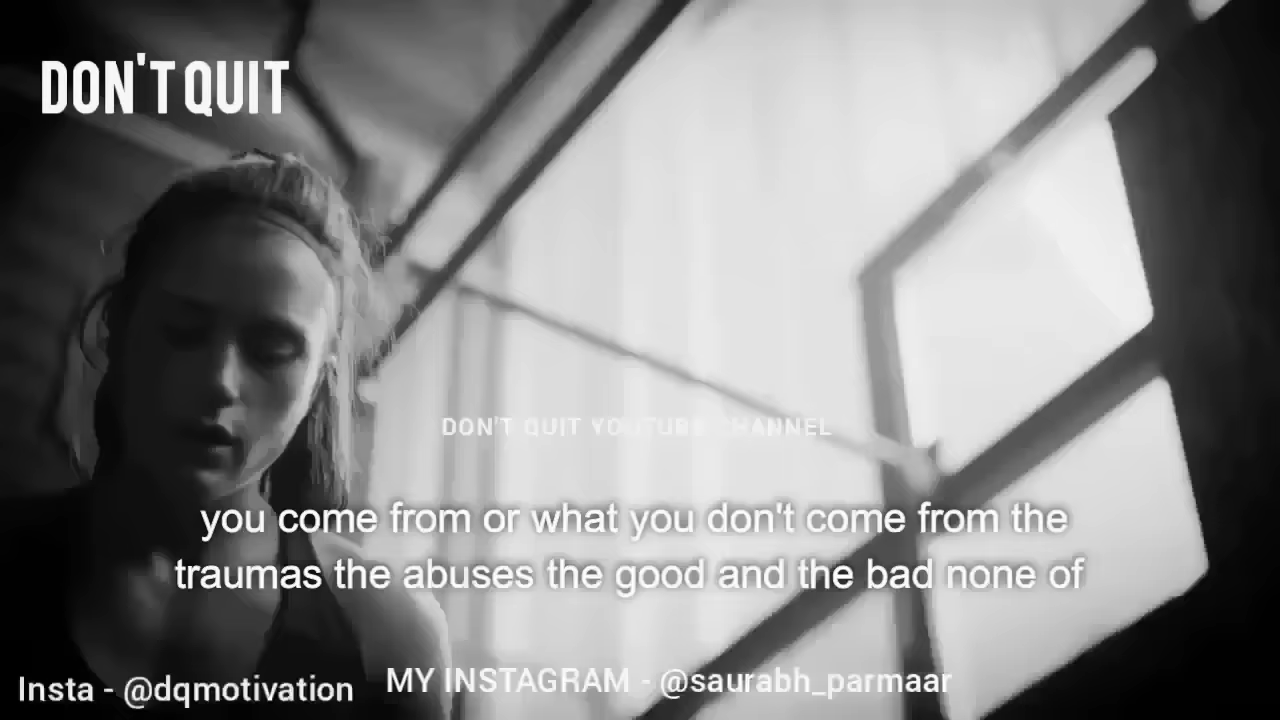 DON'T QUIT
DON'T QUIT YOUTUBE CHANNEL
you come from or what you don't come from the
traumas the abuses the good and the bad none of
Insta - @dqmotivation
MY INSTAGRAM - @saurabh_parmaar